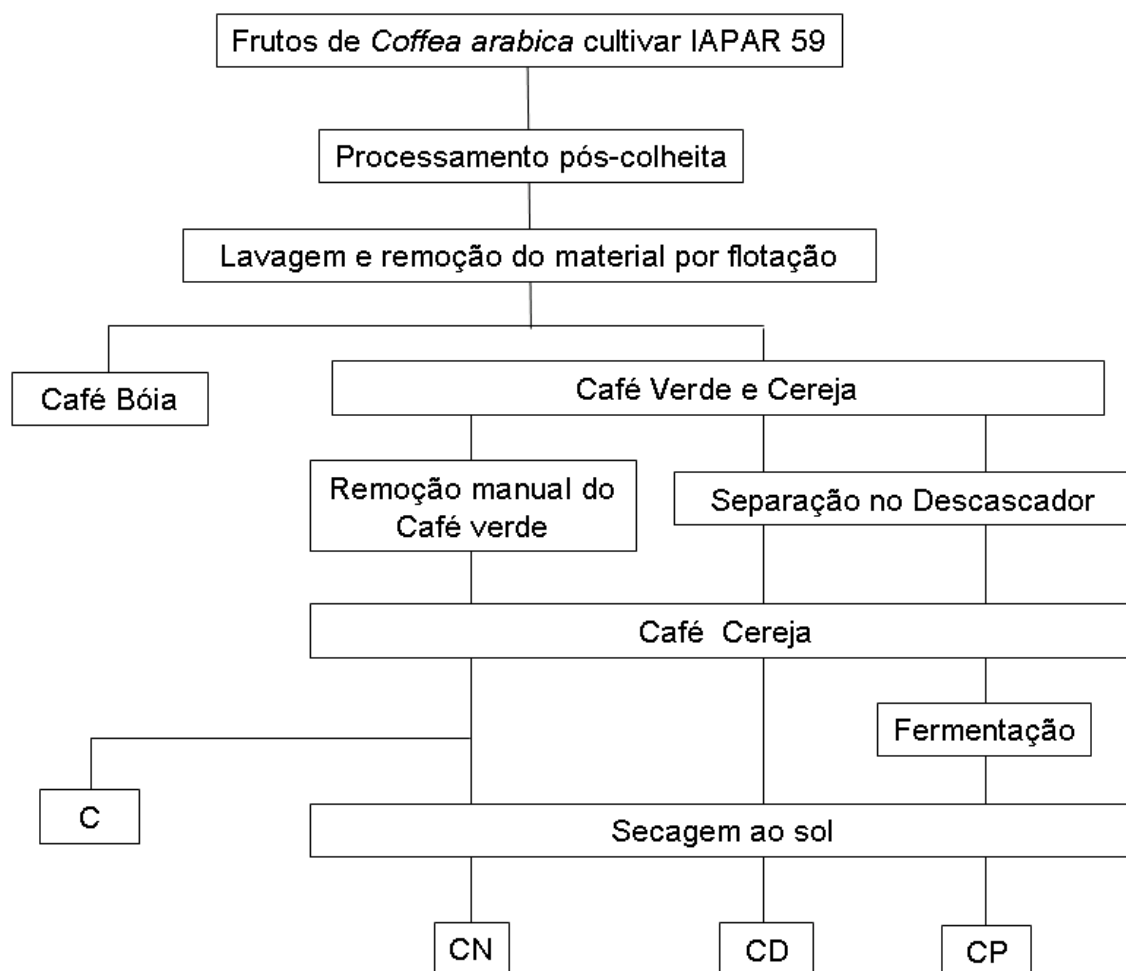 Frutos de Coffea arabica cultivar IAPAR 59
Processamento pós-colheita
Lavagem e remoção do material por flotação
Café Bóia
Café Verde e Cereja
Remoção manual do
Café verde
Separação no Descascador
Café Cereja
Fermentação
C
Secagem ao sol
CN
CD
CP